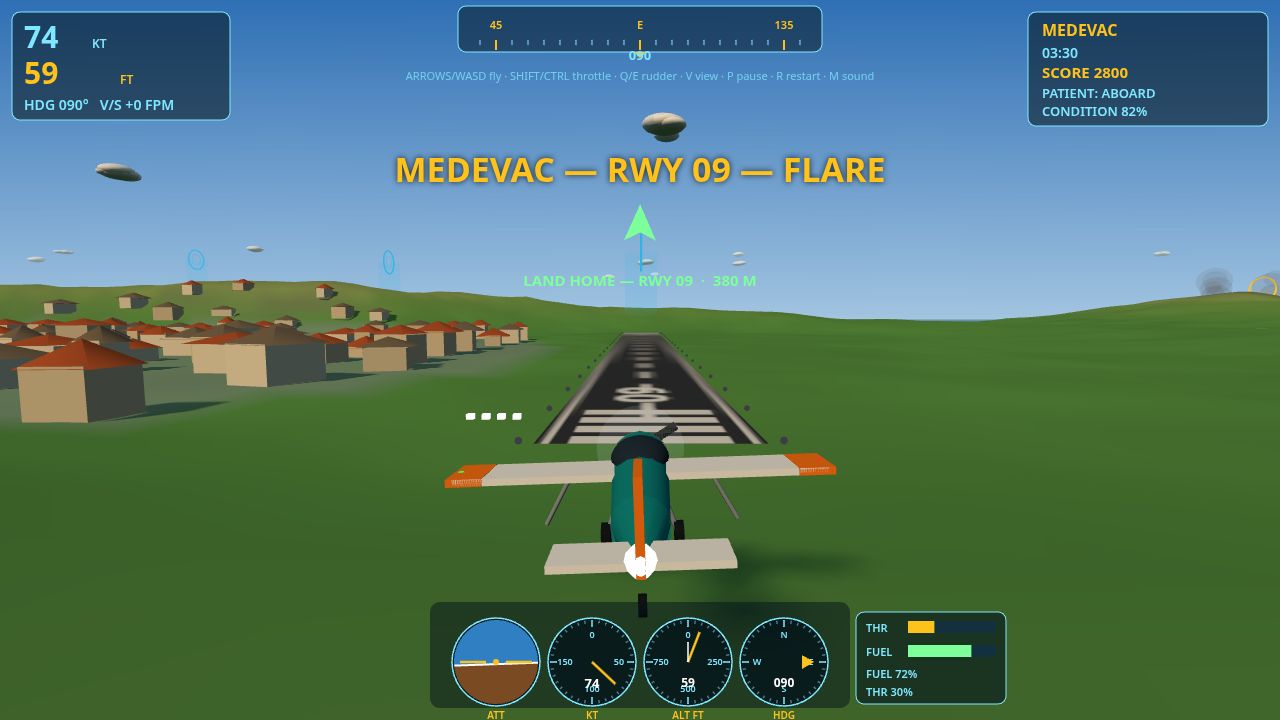 74 KT
59 FT
HDG 090° V/S +0 FPM
45 E 135
090
ARROWS/WASD fly · SHIFT/CTRL throttle · Q/E rudder · V view · P pause · R restart · M sound
MEDEVAC
03:30
SCORE 2800
PATIENT: ABOARD
CONDITION 82%
MEDEVAC — RWY 09 — FLARE
LAND HOME — RWY 09 · 380 M
09
0
150 50
74
100
0
750 250
59
500
N
W E
090
S
ATT KT ALT FT HDG
THR
FUEL
FUEL 72%
THR 30%